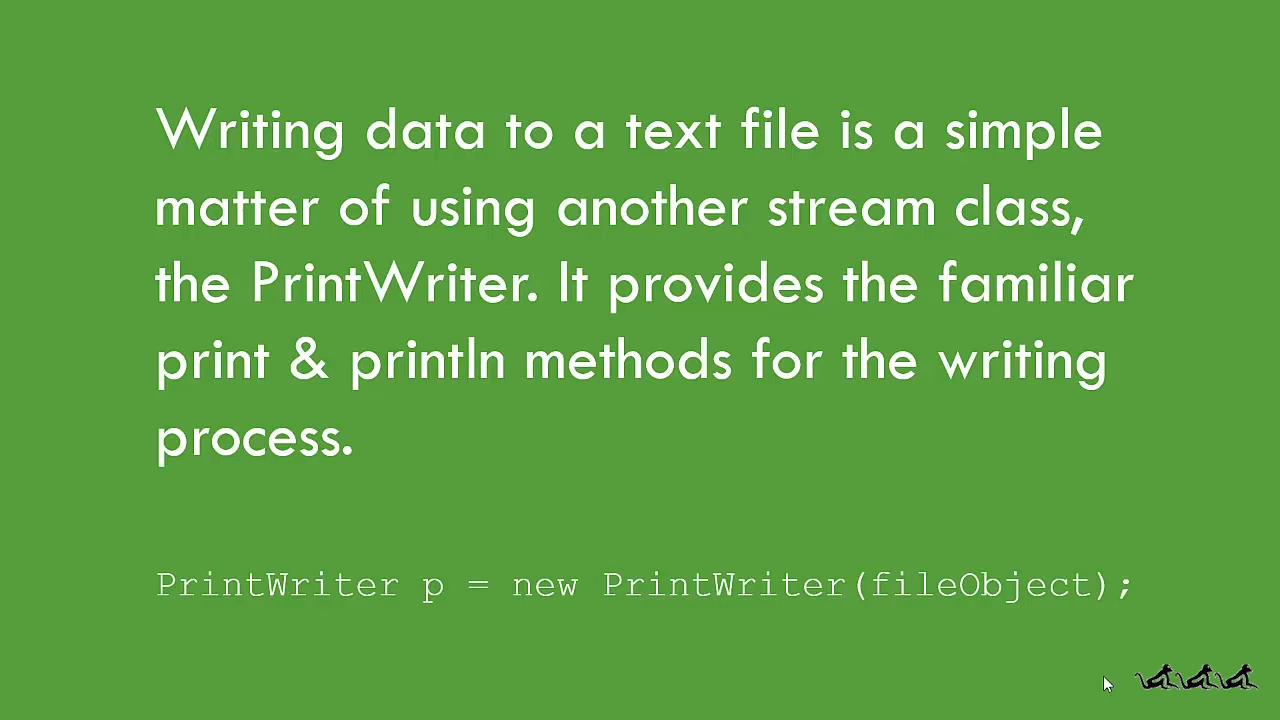 Writing data to a text file is a simple
matter of using another stream class,
the PrintWriter. It provides the familiar
print & println methods for the writing
process.
PrintWriter p = new PrintWriter(fileObject);